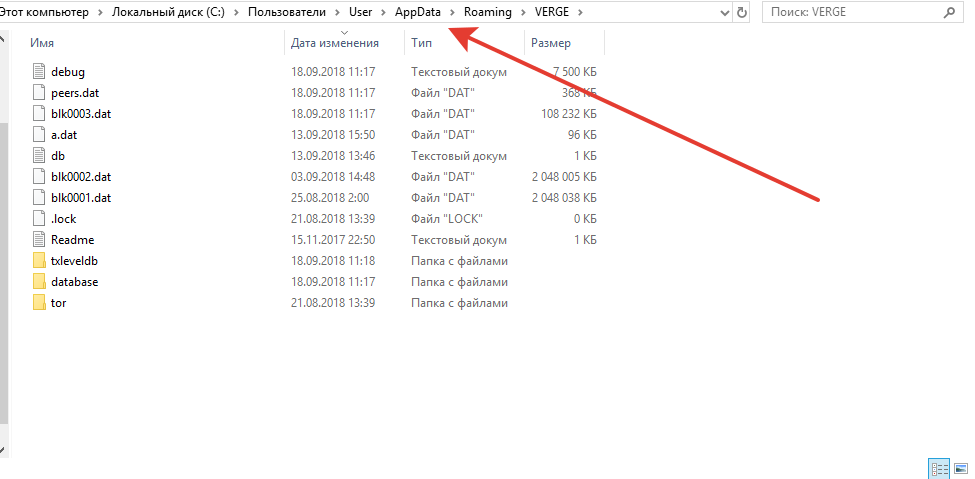 Этот компьютер > Локальный диск (C:) > Пользователи > User > AppData > Roaming > VERGE > Поиск: VERGE
Имя Дата изменения Тип Размер
debug 18.09.2018 11:17 Текстовый докум 7 500 КБ
peers.dat 18.09.2018 11:17 Файл "DAT" 368 КБ
blk0003.dat 18.09.2018 11:17 Файл "DAT" 108 232 КБ
a.dat 13.09.2018 15:50 Файл "DAT" 96 КБ
db 13.09.2018 13:46 Текстовый докум 1 КБ
blk0002.dat 03.09.2018 14:48 Файл "DAT" 2 048 005 КБ
blk0001.dat 25.08.2018 2:00 Файл "DAT" 2 048 038 КБ
.lock 21.08.2018 13:39 Файл "LOCK" 0 КБ
Readme 15.11.2017 22:50 Текстовый докум 1 КБ
txleveldb 18.09.2018 11:18 Папка с файлами
database 18.09.2018 11:17 Папка с файлами
tor 21.08.2018 13:39 Папка с файлами